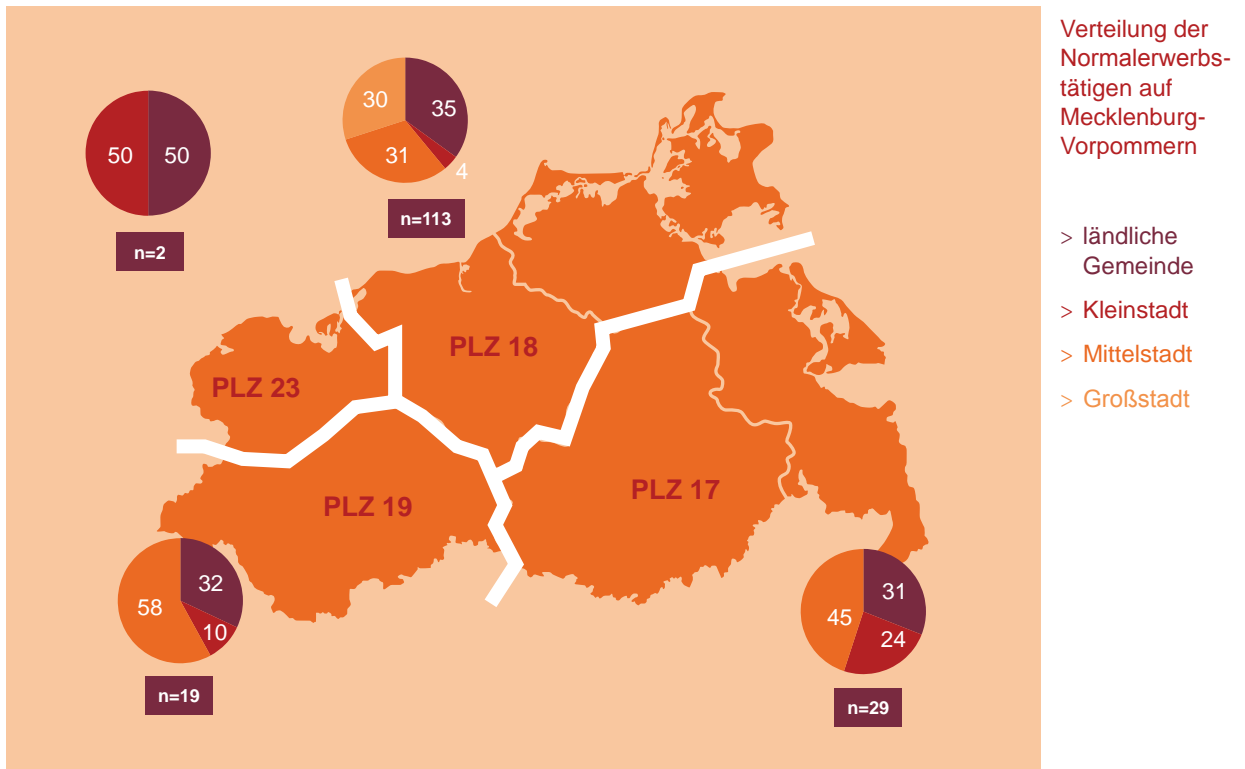 Verteilung der
Normalerwerbs-
tätigen auf
Mecklenburg-
Vorpommern
> ländliche
Gemeinde
> Kleinstadt
> Mittelstadt
> Großstadt
50
50
n=2
30
35
31
4
n=113
PLZ 18
PLZ 23
PLZ 19
PLZ 17
58
32
10
n=19
45
31
24
n=29